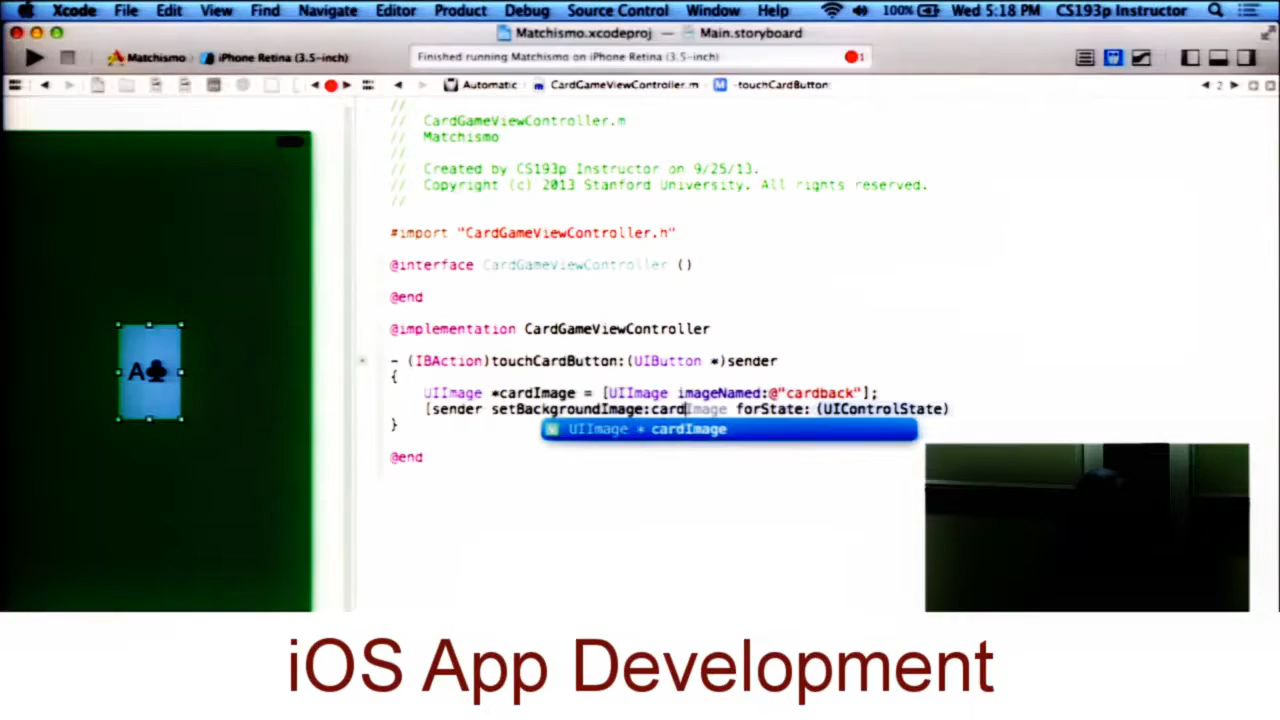 Xcode File Edit View Find Navigate Editor Product Debug Source Control Window Help 100% Wed 5:18 PM CS193p Instructor
Matchismo.xcodeproj — Main.storyboard
Matchismo iPhone Retina (3.5-inch) Finished running Matchismo on iPhone Retina (3.5-inch) 1
Automatic CardGameViewController.m M -touchCardButton: 2
//
// CardGameViewController.m
// Matchismo
//
// Created by CS193p Instructor on 9/25/13.
// Copyright (c) 2013 Stanford University. All rights reserved.
//
#import "CardGameViewController.h"
@interface CardGameViewController ()
@end
@implementation CardGameViewController
- (IBAction)touchCardButton:(UIButton *)sender
{
UIImage *cardImage = [UIImage imageNamed:@"cardback"];
[sender setBackgroundImage:cardImage forState:(UIControlState)
}
UIImage * cardImage
@end
A♣
iOS App Development